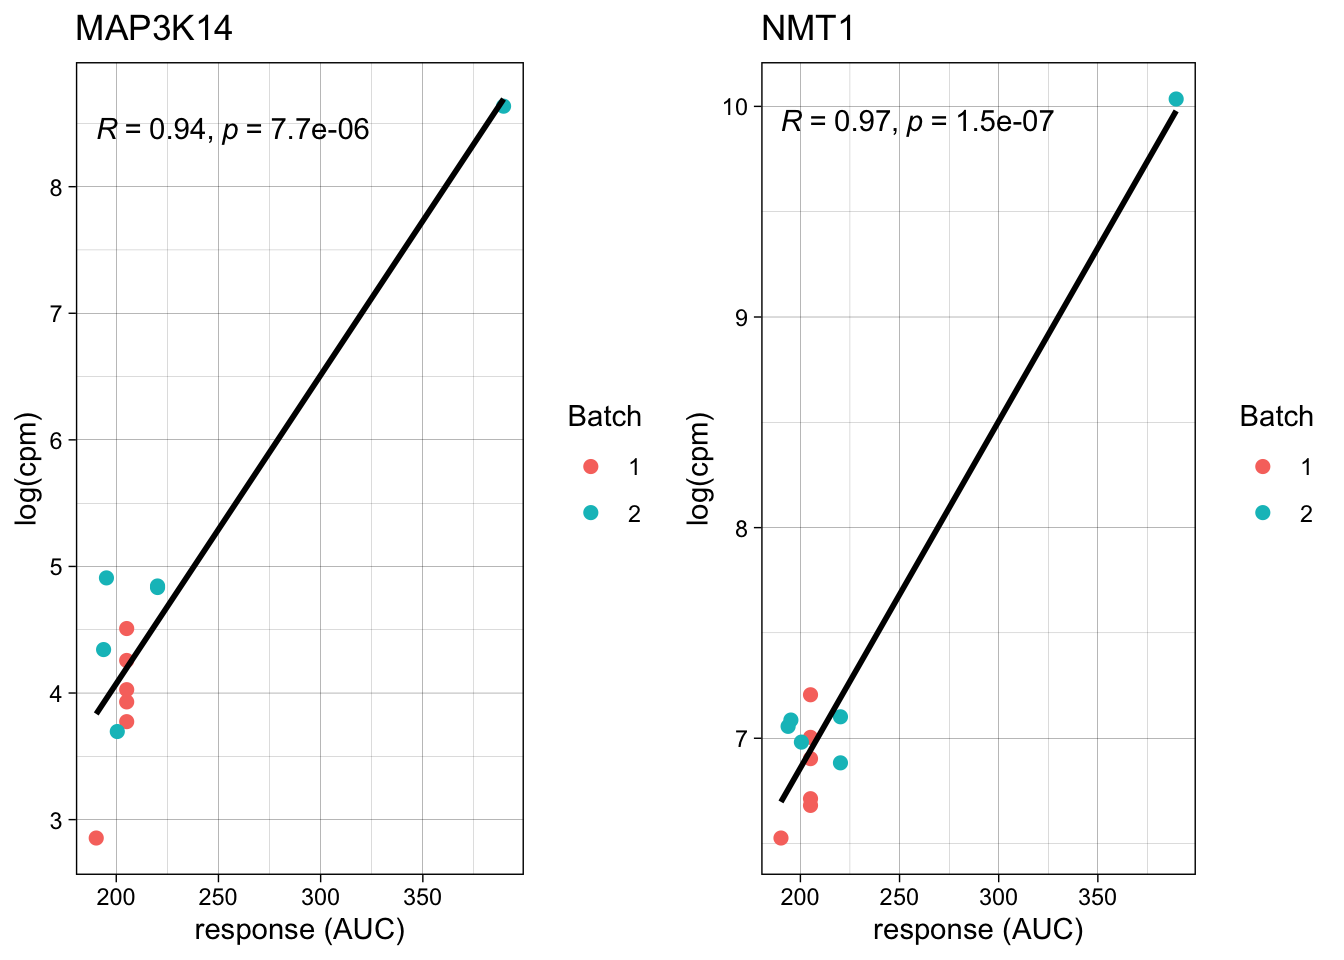 MAP3K14
R = 0.94, p = 7.7e-06
8
7
6
5
4
3
log(cpm)
200 250 300 350
response (AUC)
Batch
1
2
NMT1
R = 0.97, p = 1.5e-07
10
9
8
7
log(cpm)
200 250 300 350
response (AUC)
Batch
1
2